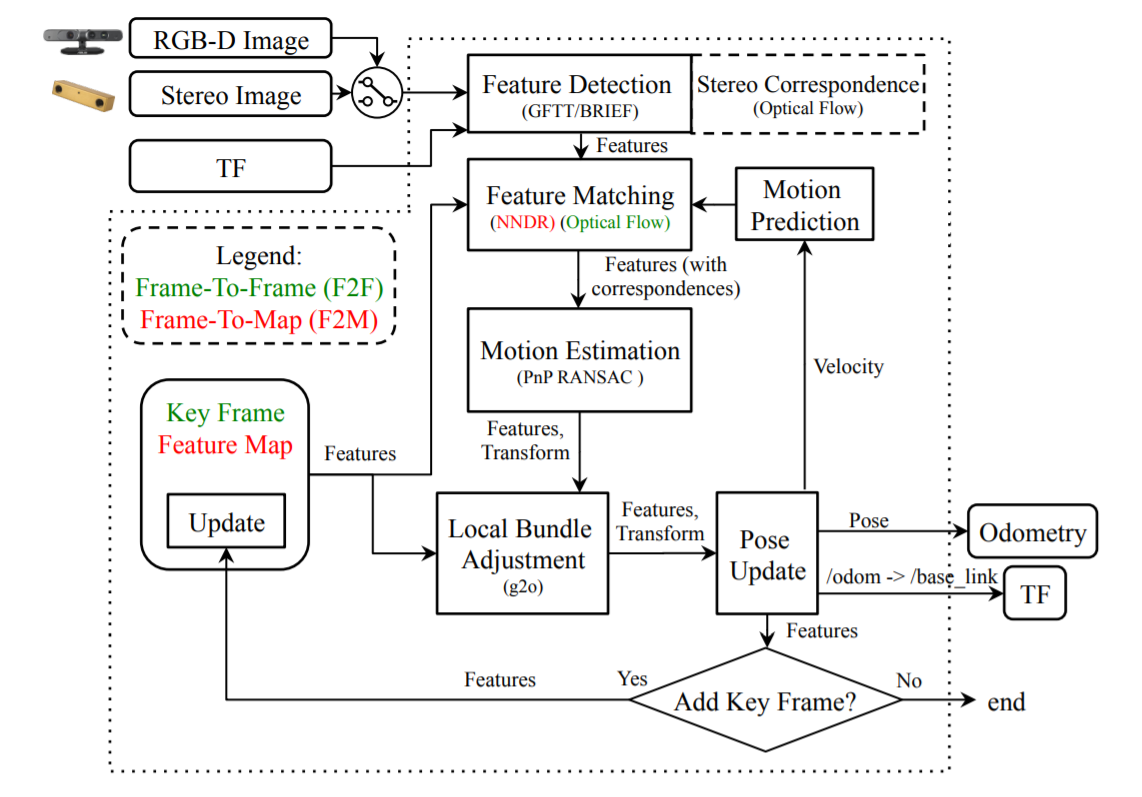 RGB-D Image
Stereo Image
TF
Feature Detection
(GFTT/BRIEF)
Stereo Correspondence
(Optical Flow)
Features
Feature Matching
(NNDR) (Optical Flow)
Motion
Prediction
Legend:
Frame-To-Frame (F2F)
Frame-To-Map (F2M)
Features (with
correspondences)
Motion Estimation
(PnP RANSAC )
Velocity
Key Frame
Feature Map
Update
Features
Features,
Transform
Local Bundle
Adjustment
(g2o)
Features,
Transform
Pose
Update
Pose
Odometry
/odom -> /base_link
TF
Features
Add Key Frame?
Yes
Features
No
end